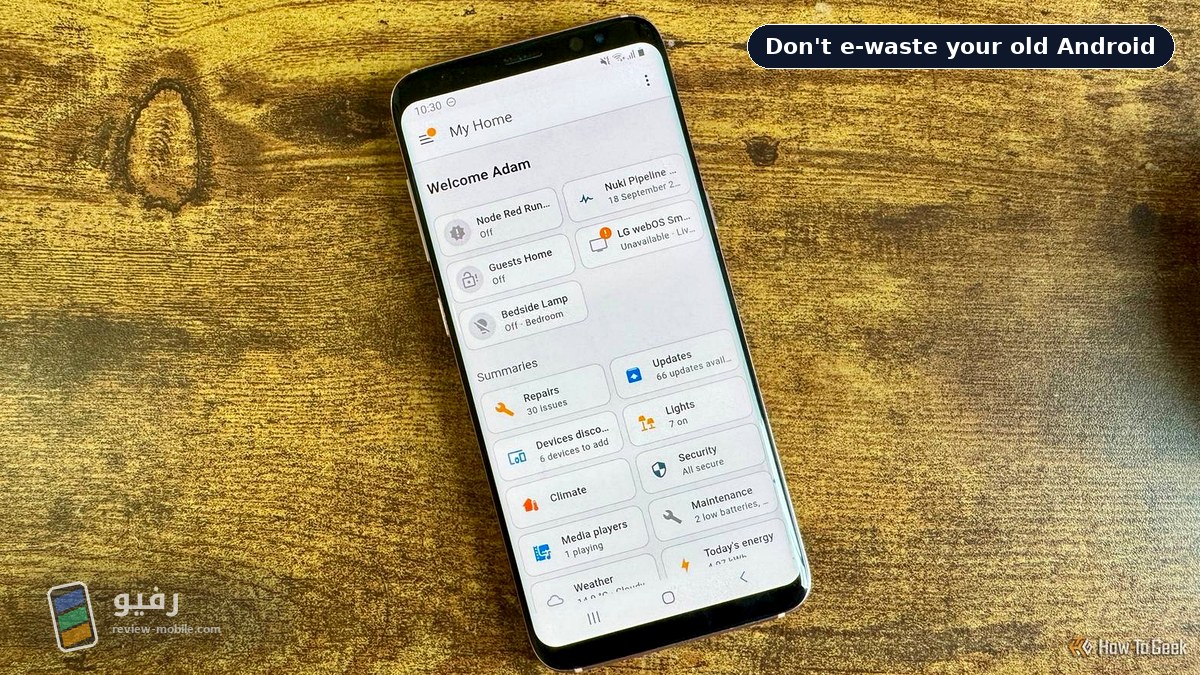 Don't e-waste your old Android
10:30
My Home
Welcome Adam
Node Red Run...
Off
Nuki Pipeline ...
18 September 2...
Guests Home
Off
LG webOS Sm...
Unavailable · Liv...
Bedside Lamp
Off · Bedroom
Summaries
Repairs
30 issues
Updates
66 updates avail...
Devices disco...
6 devices to add
Lights
7 on
Climate
Security
All secure
Media players
1 playing
Maintenance
2 low batteries, ...
Weather
Today's energy
رفيو
review-mobile.com
How To Geek